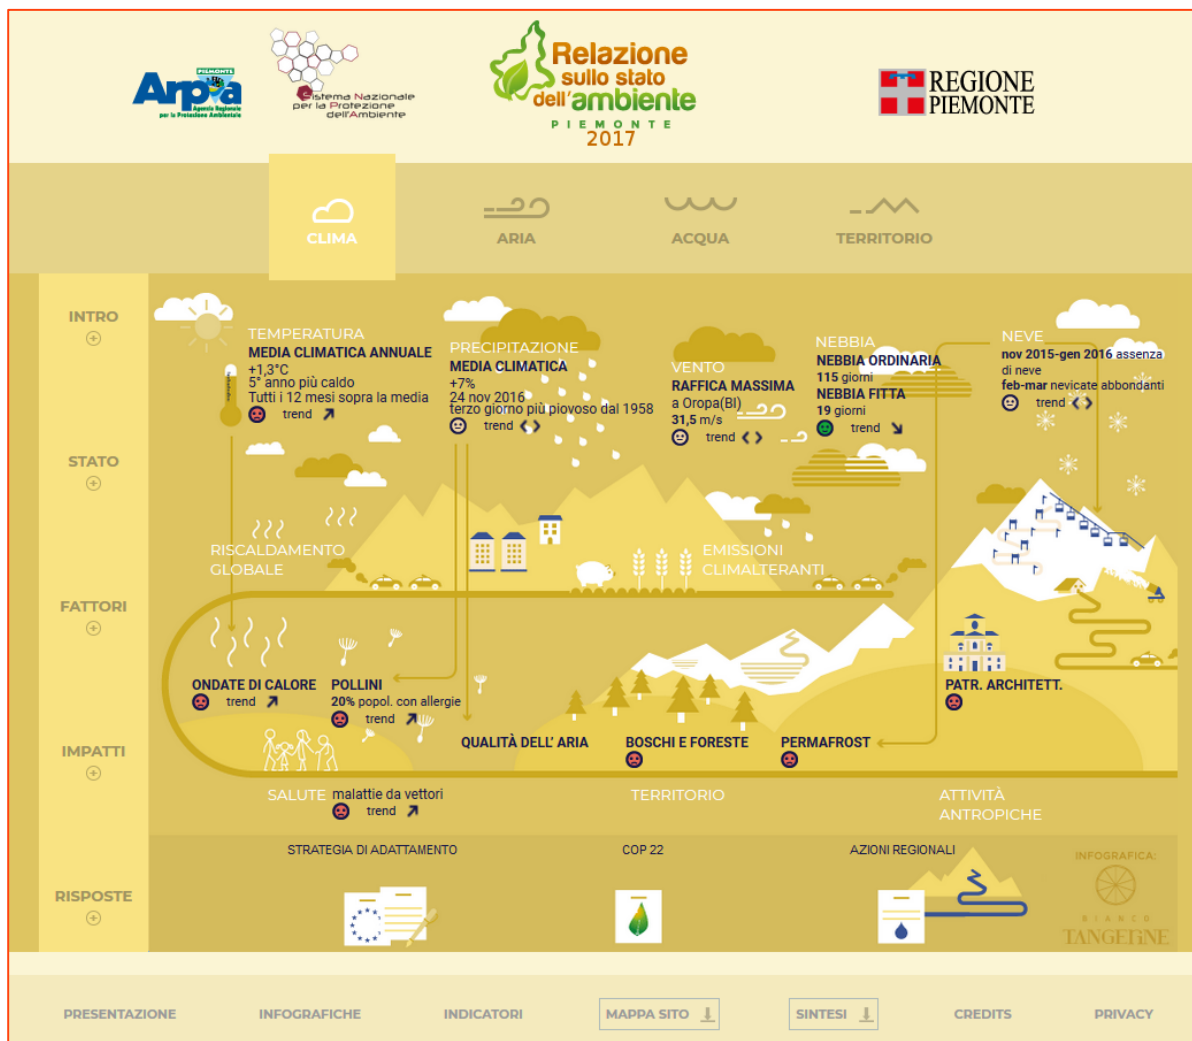 Arpa
PIEMONTE
Agenzia Regionale
per la Protezione Ambientale
Sistema Nazionale
per la Protezione
dell'Ambiente
Relazione
sullo stato
dell'ambiente
PIEMONTE
2017
REGIONE
PIEMONTE
CLIMA
ARIA
ACQUA
TERRITORIO
INTRO
STATO
FATTORI
IMPATTI
RISPOSTE
TEMPERATURA
MEDIA CLIMATICA ANNUALE
+1,3°C
5° anno più caldo
Tutti i 12 mesi sopra la media
trend
PRECIPITAZIONE
MEDIA CLIMATICA
+7%
24 nov 2016
terzo giorno più piovoso dal 1958
trend
VENTO
RAFFICA MASSIMA
a Oropa(BI)
31,5 m/s
trend
NEBBIA
NEBBIA ORDINARIA
115 giorni
NEBBIA FITTA
19 giorni
trend
NEVE
nov 2015-gen 2016 assenza
di neve
feb-mar nevicate abbondanti
trend
RISCALDAMENTO
GLOBALE
EMISSIONI
CLIMALTERANTI
ONDATE DI CALORE
trend
POLLINI
20% popol. con allergie
trend
QUALITÀ DELL' ARIA
BOSCHI E FORESTE
PERMAFROST
PATR. ARCHITETT.
SALUTE malattie da vettori
trend
TERRITORIO
ATTIVITÀ
ANTROPICHE
STRATEGIA DI ADATTAMENTO
COP 22
AZIONI REGIONALI
INFOGRAFICA:
BIANCO
TANGERINE
PRESENTAZIONE
INFOGRAFICHE
INDICATORI
MAPPA SITO
SINTESI
CREDITS
PRIVACY